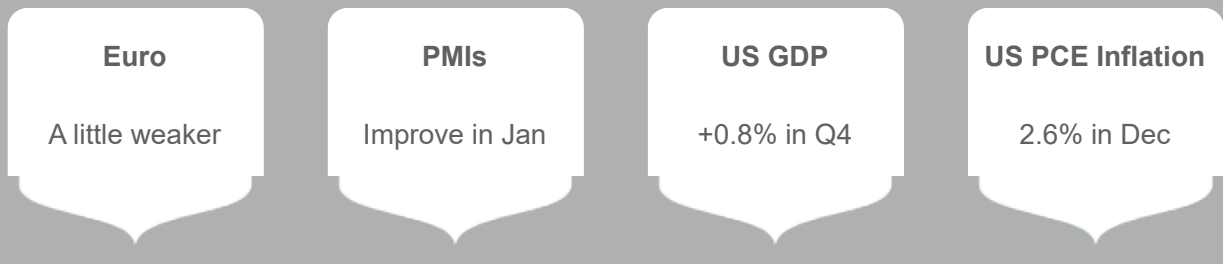 Euro
A little weaker
PMIs
Improve in Jan
US GDP
+0.8% in Q4
US PCE Inflation
2.6% in Dec